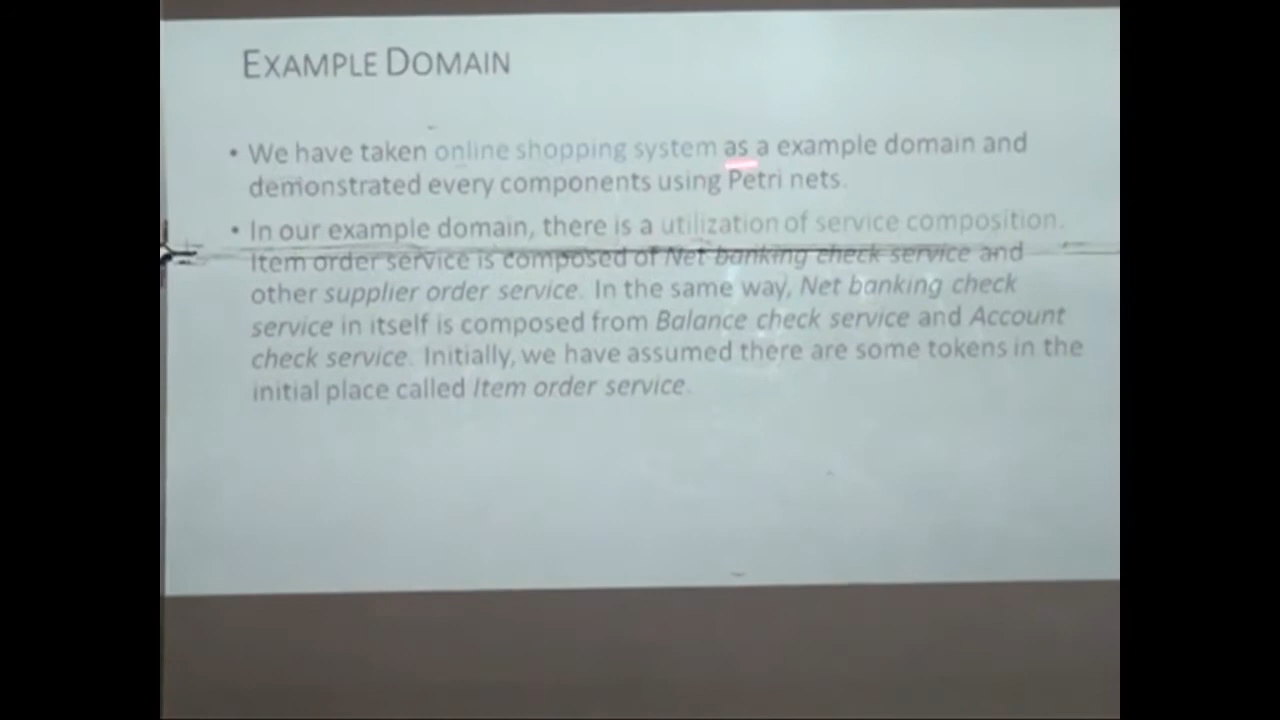 EXAMPLE DOMAIN
• We have taken online shopping system as a example domain and
demonstrated every components using Petri nets.
• In our example domain, there is a utilization of service composition.
Item order service is composed of Net banking check service and
other supplier order service. In the same way, Net banking check
service in itself is composed from Balance check service and Account
check service. Initially, we have assumed there are some tokens in the
initial place called Item order service.